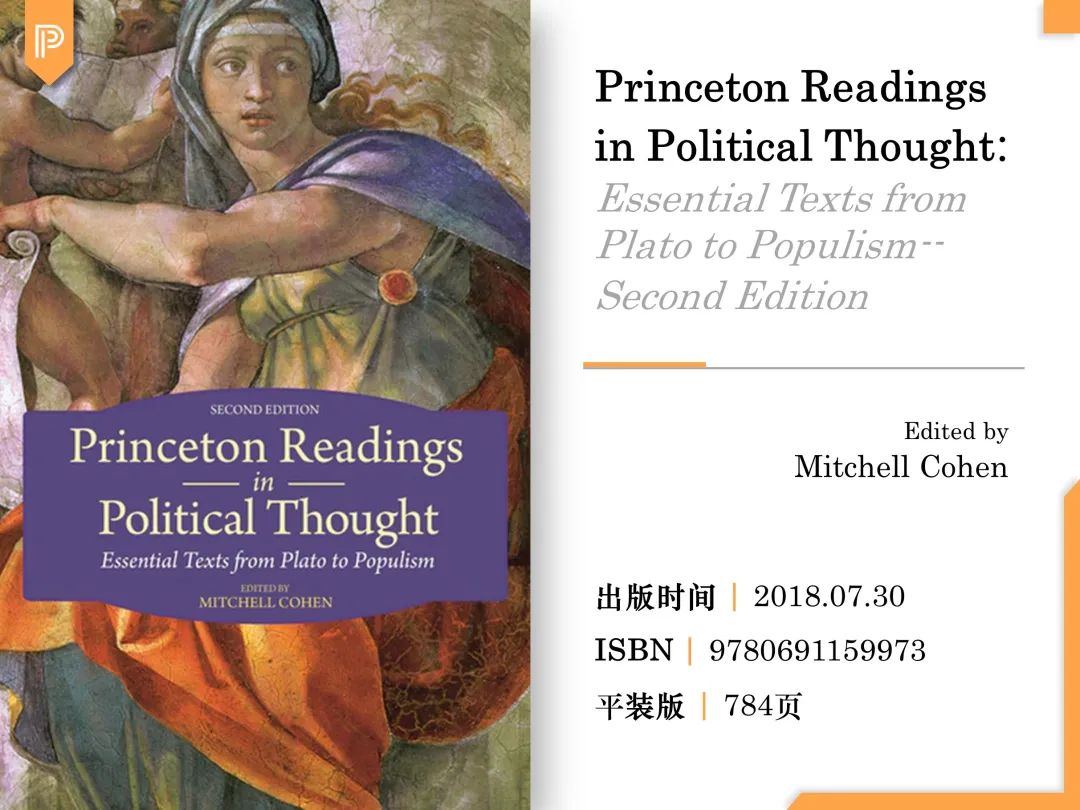 SECOND EDITION
Princeton Readings
in
Political Thought
Essential Texts from Plato to Populism
EDITED BY
MITCHELL COHEN
Princeton Readings
in Political Thought:
Essential Texts from
Plato to Populism--
Second Edition
Edited by
Mitchell Cohen
出版时间 | 2018.07.30
ISBN | 9780691159973
平装版 | 784页